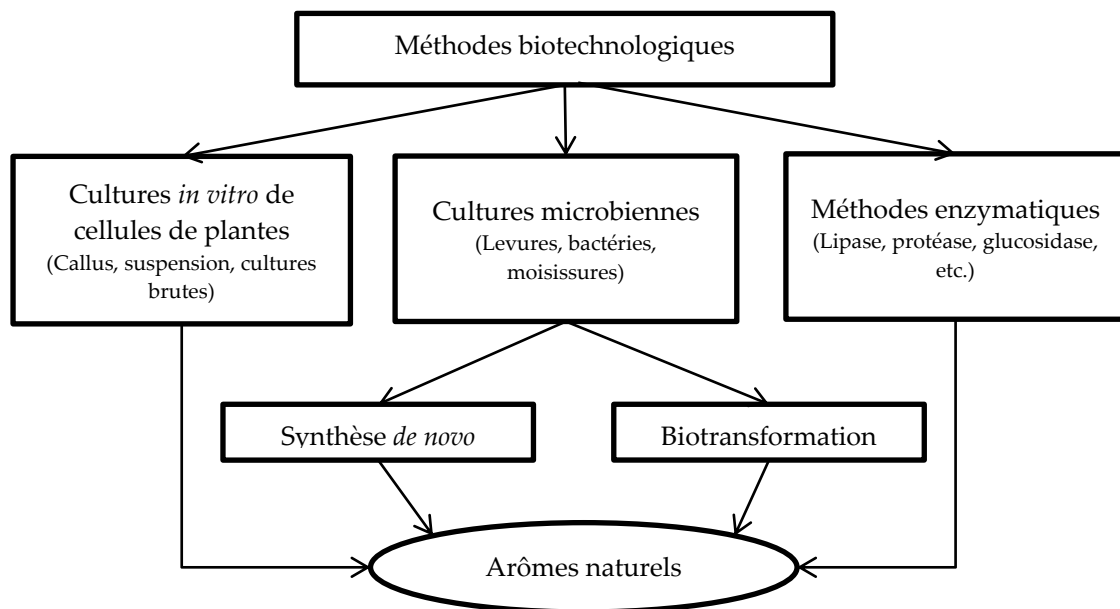 Méthodes biotechnologiques
Cultures in vitro de
cellules de plantes
(Callus, suspension, cultures
brutes)
Cultures microbiennes
(Levures, bactéries,
moisissures)
Méthodes enzymatiques
(Lipase, protéase, glucosidase,
etc.)
Synthèse de novo
Biotransformation
Arômes naturels